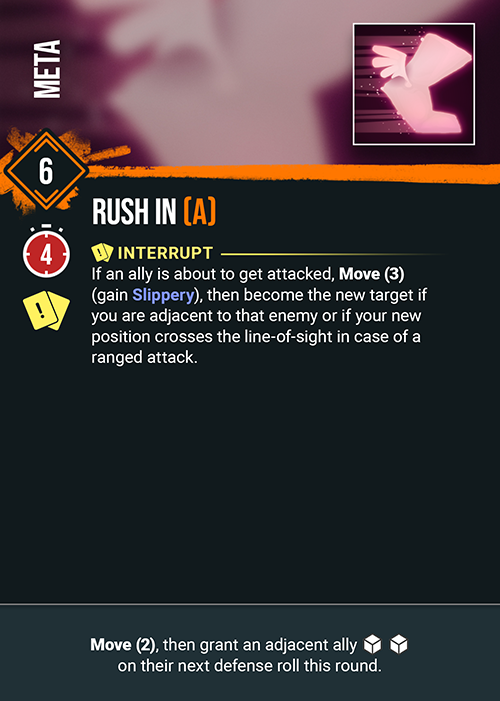 META
6
RUSH IN (A)
4
INTERRUPT
If an ally is about to get attacked, Move (3)
(gain Slippery), then become the new target if
you are adjacent to that enemy or if your new
position crosses the line-of-sight in case of a
ranged attack.
Move (2), then grant an adjacent ally
on their next defense roll this round.